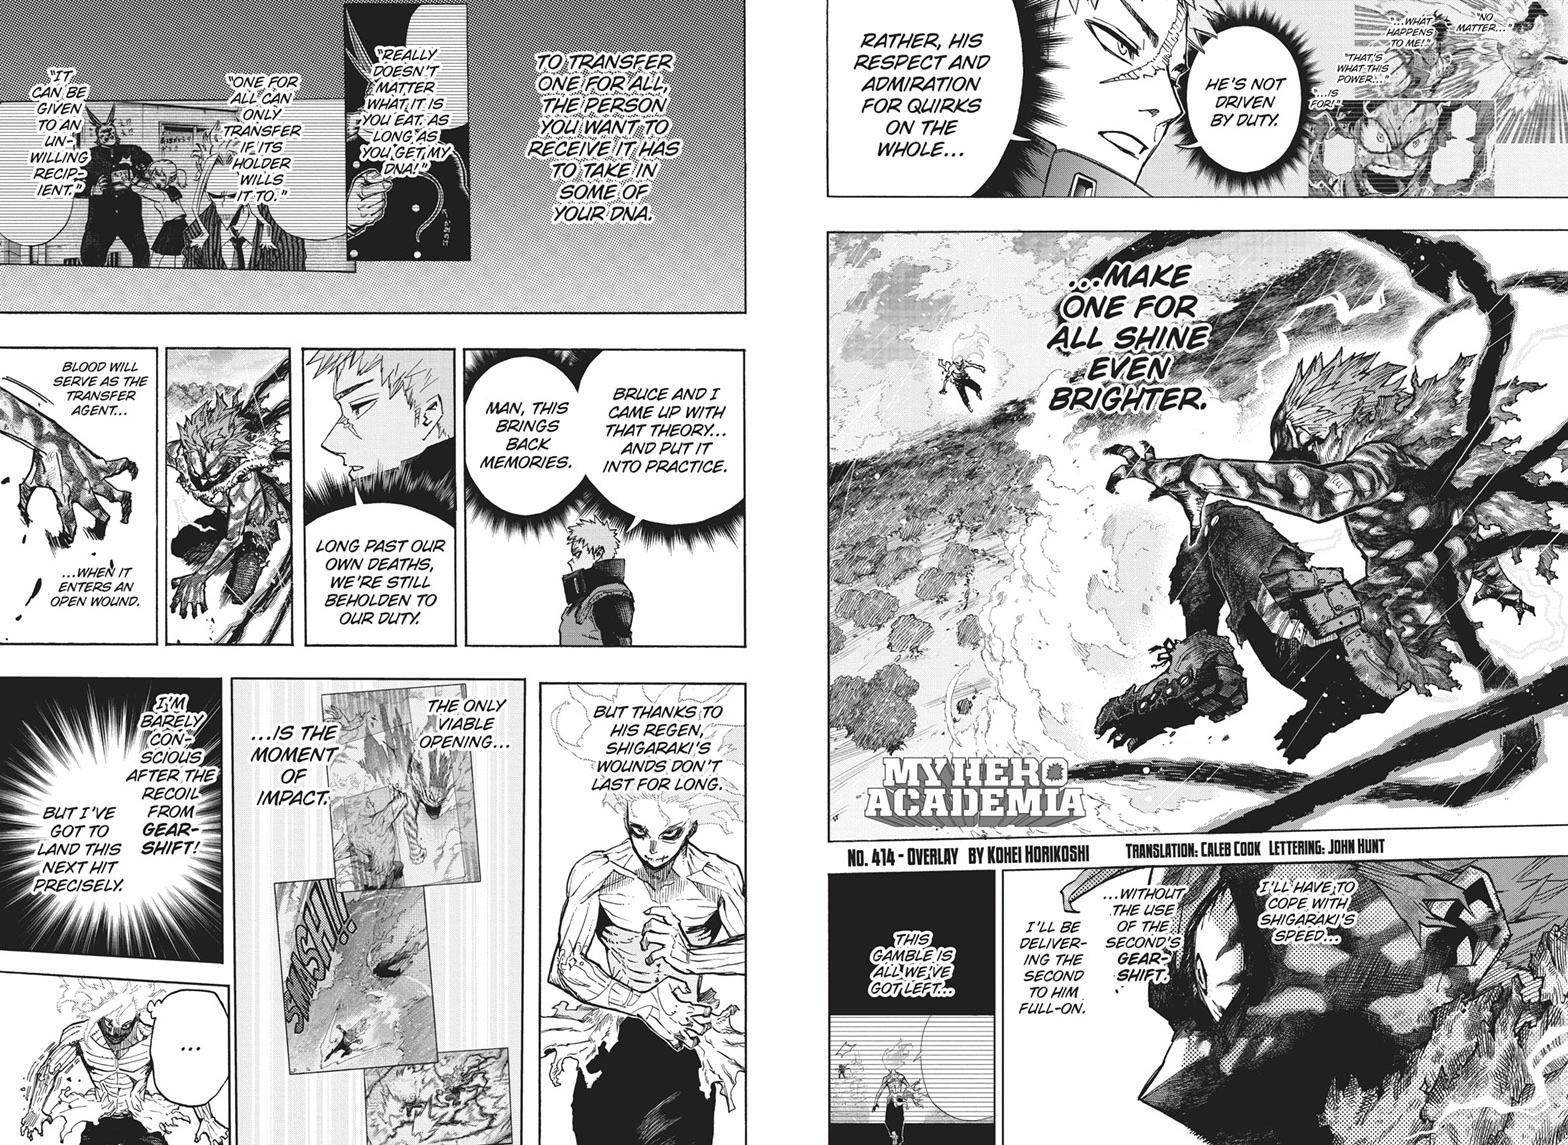 "NO
MATTER..."
"...WHAT
HAPPENS
TO ME!"
"THAT'S
WHAT THIS
POWER..."
"...IS
FOR!"
HE'S NOT
DRIVEN
BY DUTY.
RATHER, HIS
RESPECT AND
ADMIRATION
FOR QUIRKS
ON THE
WHOLE...
...MAKE
ONE FOR
ALL SHINE
EVEN
BRIGHTER.
MY HERO
ACADEMIA
No. 414 - OVERLAY BY KOHEI HORIKOSHI TRANSLATION: CALEB COOK LETTERING: JOHN HUNT
I'LL HAVE TO
COPE WITH
SHIGARAKI'S
SPEED...
...WITHOUT
THE USE
OF THE
SECOND'S
GEAR-
SHIFT.
I'LL BE
DELIVER-
ING THE
SECOND
TO HIM
FULL-ON.
THIS
GAMBLE IS
ALL WE'VE
GOT LEFT...
TO TRANSFER
ONE FOR ALL,
THE PERSON
YOU WANT TO
RECEIVE IT HAS
TO TAKE IN
SOME OF
YOUR DNA.
"REALLY
DOESN'T
MATTER
WHAT IT IS
YOU EAT. AS
LONG AS
YOU GET MY
DNA!"
"ONE FOR
ALL CAN
ONLY
TRANSFER
IF ITS
HOLDER
WILLS
IT TO."
"IT
CAN BE
GIVEN
TO AN
UN-
WILLING
RECIP-
IENT."
BRUCE AND I
CAME UP WITH
THAT THEORY...
...AND PUT IT
INTO PRACTICE.
MAN, THIS
BRINGS
BACK
MEMORIES.
LONG PAST OUR
OWN DEATHS,
WE'RE STILL
BEHOLDEN TO
OUR DUTY.
BLOOD WILL
SERVE AS THE
TRANSFER
AGENT...
...WHEN IT
ENTERS AN
OPEN WOUND.
BUT THANKS TO
HIS REGEN,
SHIGARAKI'S
WOUNDS DON'T
LAST FOR LONG.
THE ONLY
VIABLE
OPENING...
...IS THE
MOMENT
OF
IMPACT.
SMASH!!
I'M
BARELY
CON-
SCIOUS
AFTER THE
RECOIL
FROM
GEAR-
SHIFT!
BUT I'VE
GOT TO
LAND THIS
NEXT HIT
PRECISELY.
...